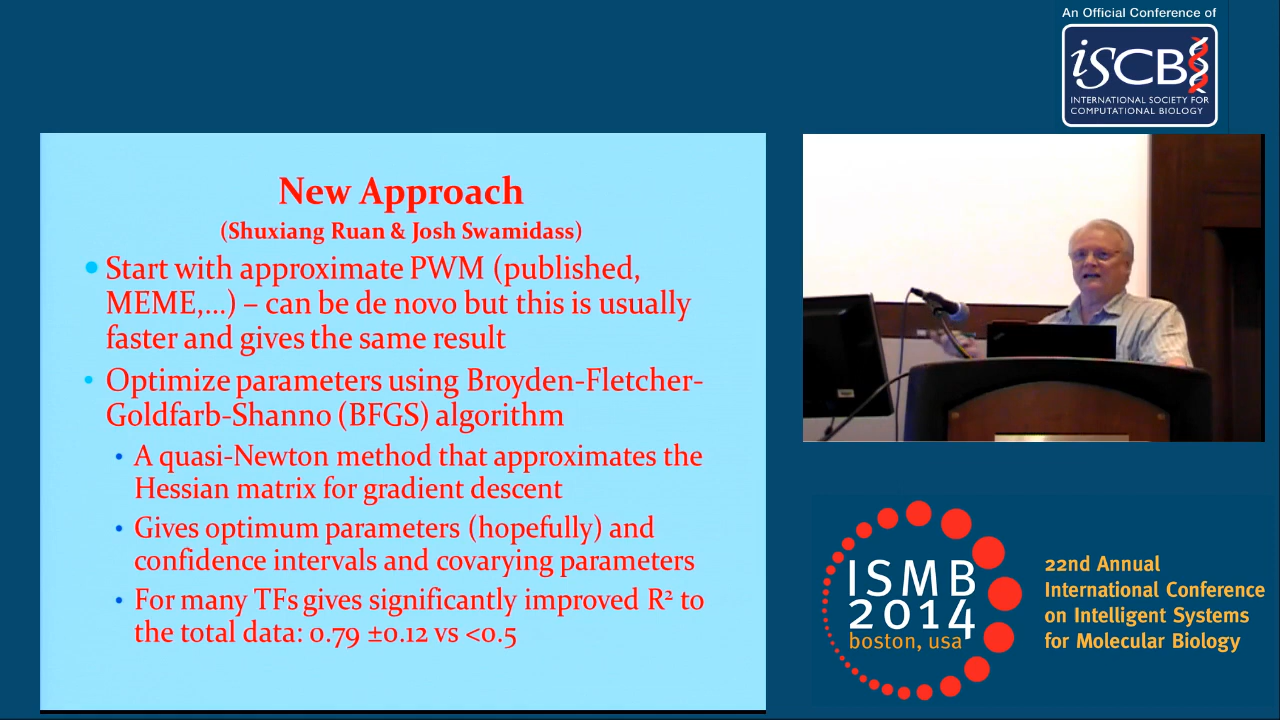 An Official Conference of
iSCB
INTERNATIONAL SOCIETY FOR
COMPUTATIONAL BIOLOGY
New Approach
(Shuxiang Ruan & Josh Swamidass)
• Start with approximate PWM (published,
MEME,...) – can be de novo but this is usually
faster and gives the same result
• Optimize parameters using Broyden-Fletcher-
Goldfarb-Shanno (BFGS) algorithm
• A quasi-Newton method that approximates the
Hessian matrix for gradient descent
• Gives optimum parameters (hopefully) and
confidence intervals and covarying parameters
• For many TFs gives significantly improved R² to
the total data: 0.79 ±0.12 vs <0.5
ISMB
2014
boston, usa
22nd Annual
International Conference
on Intelligent Systems
for Molecular Biology